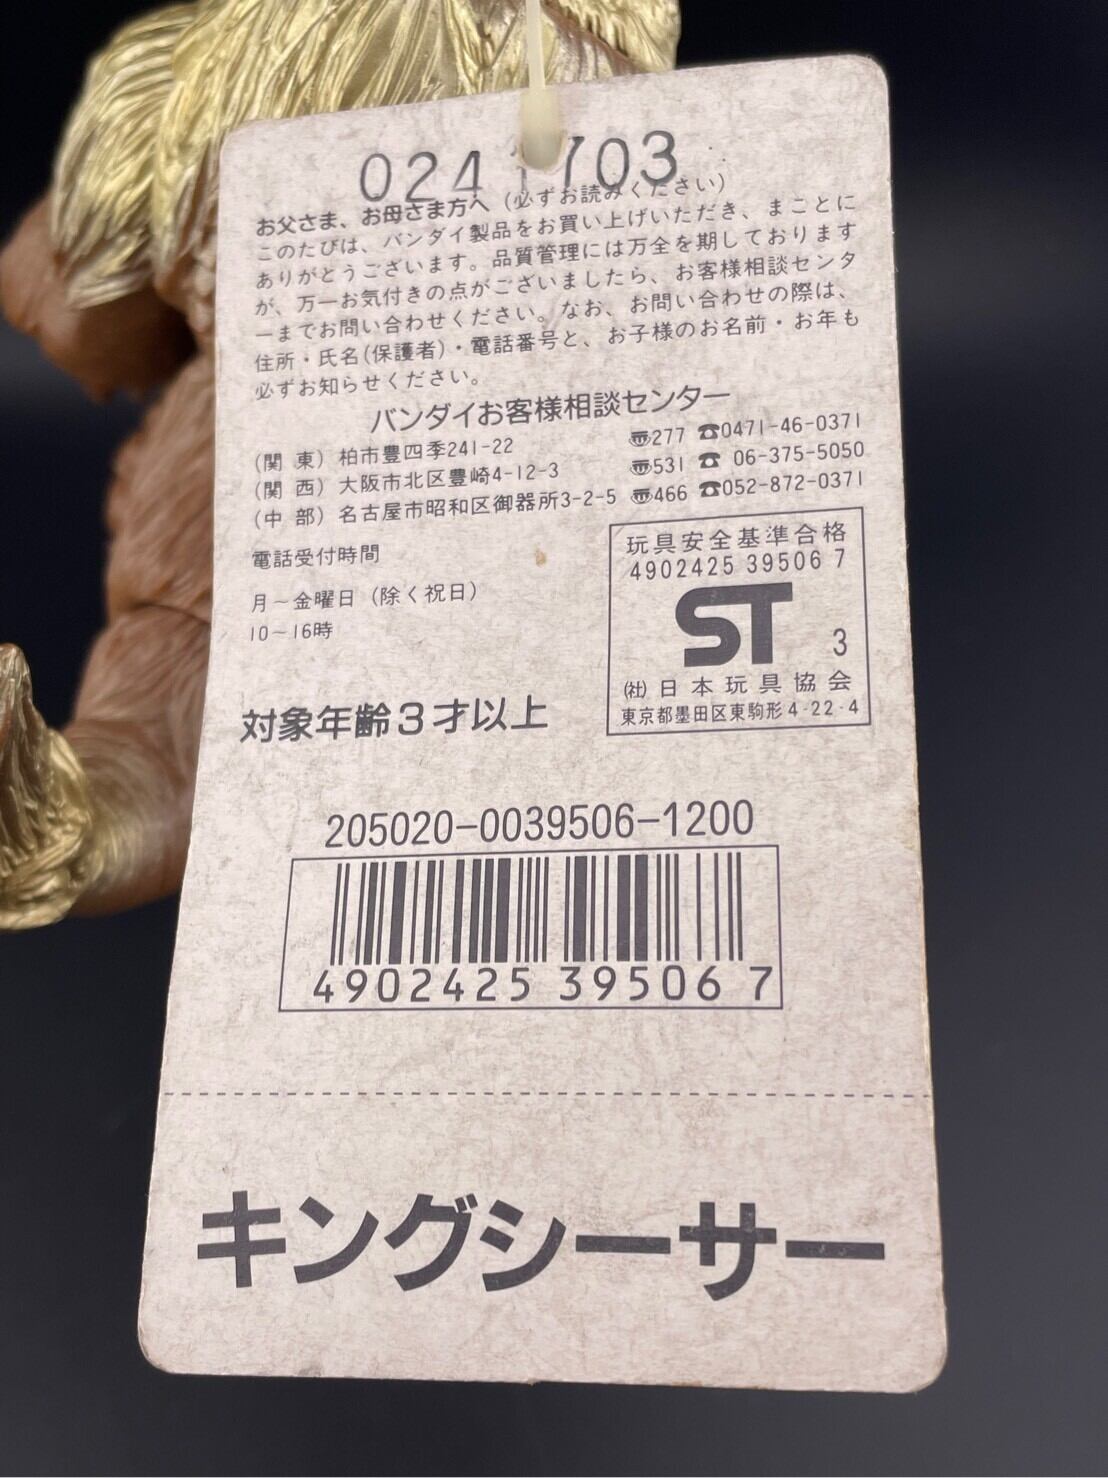 0241703
お父さま、お母さま方へ(必ずお読みください)
このたびは、バンダイ製品をお買い上げいただき、まことに
ありがとうございます。品質管理には万全を期しております
が、万一お気付きの点がございましたら、お客様相談センタ
ーまでお問い合わせください。なお、お問い合わせの際は、
住所・氏名(保護者)・電話番号と、お子様のお名前・お年も
必ずお知らせください。
バンダイお客様相談センター
(関 東) 柏市豊四季241-22 〠277 ☎0471-46-0371
(関 西) 大阪市北区豊崎4-12-3 〠531 ☎ 06-375-5050
(中 部) 名古屋市昭和区御器所3-2-5 〠466 ☎052-872-0371
電話受付時間
月~金曜日(除く祝日)
10~16時
玩具安全基準合格
4902425 39506 7
ST 3
(社)日本玩具協会
東京都墨田区東駒形4-22-4
対象年齢3才以上
205020-0039506-1200
4902425 395067
キングシーサー